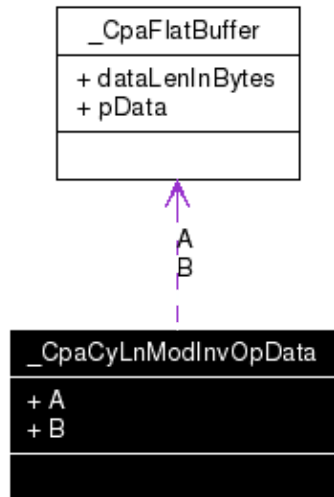 _CpaFlatBuffer
+ dataLenInBytes
+ pData
A
B
_CpaCyLnModInvOpData
+ A
+ B